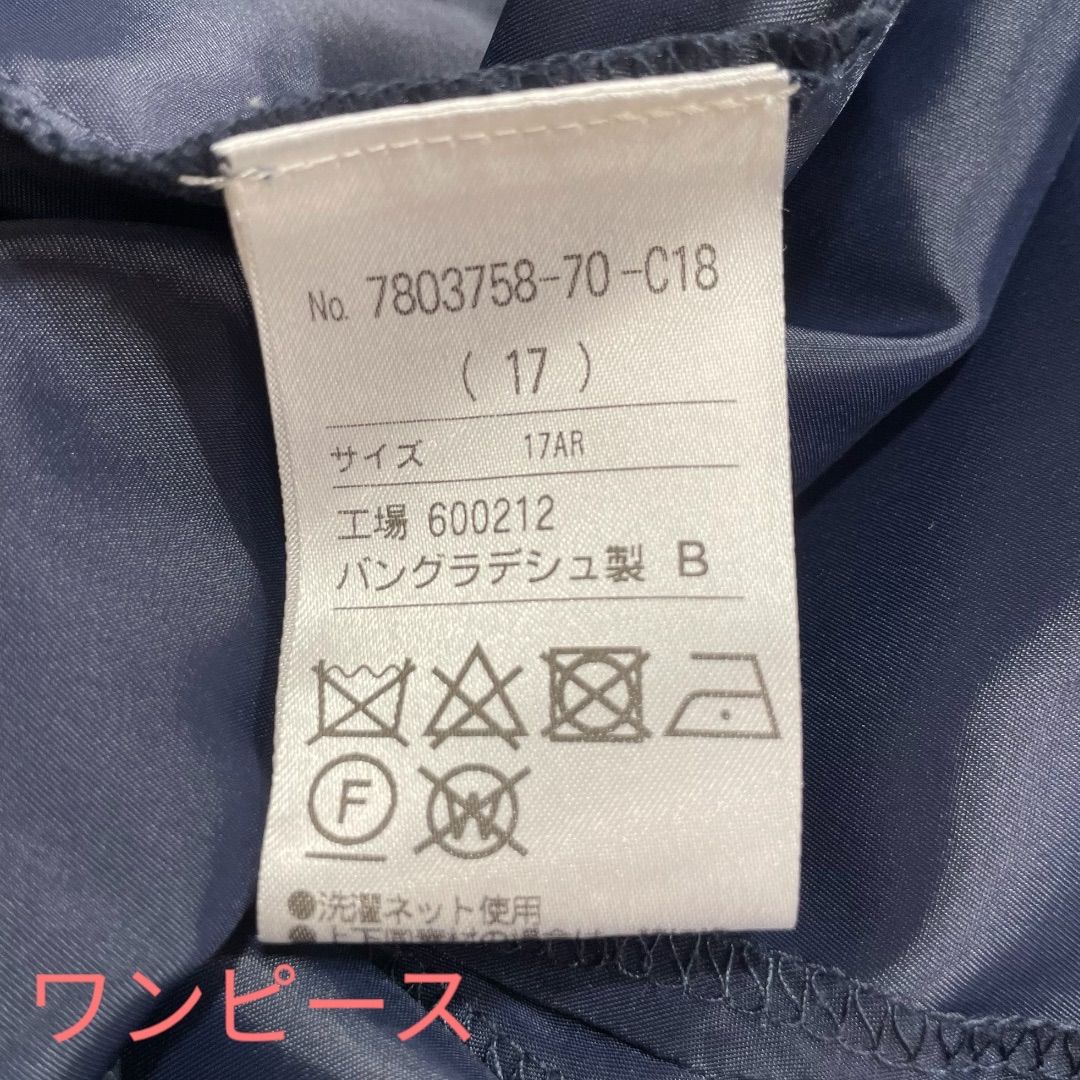 No. 7803758-70-C18
( 17 )
サイズ 17AR
工場 600212
バングラデシュ製 B
F
W
●洗濯ネット使用
ワンピース